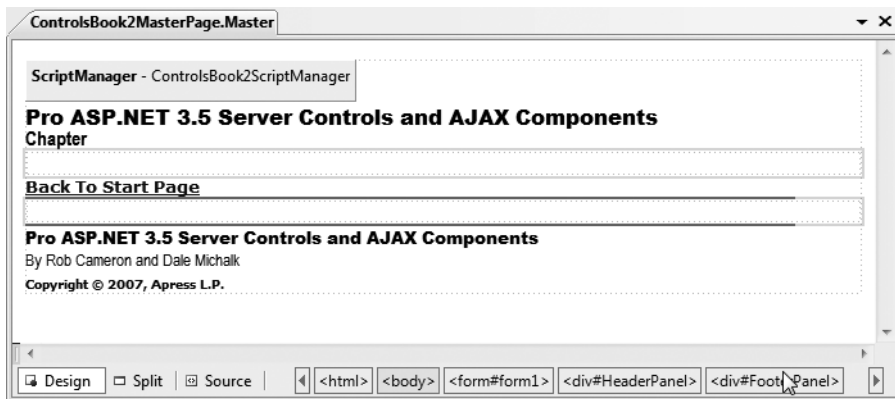 ControlsBook2MasterPage.Master
ScriptManager - ControlsBook2ScriptManager
Pro ASP.NET 3.5 Server Controls and AJAX Components
Chapter
Back To Start Page
Pro ASP.NET 3.5 Server Controls and AJAX Components
By Rob Cameron and Dale Michalk
Copyright © 2007, Apress L.P.
Design Split Source <html> <body> <form#form1> <div#HeaderPanel> <div#FooterPanel>